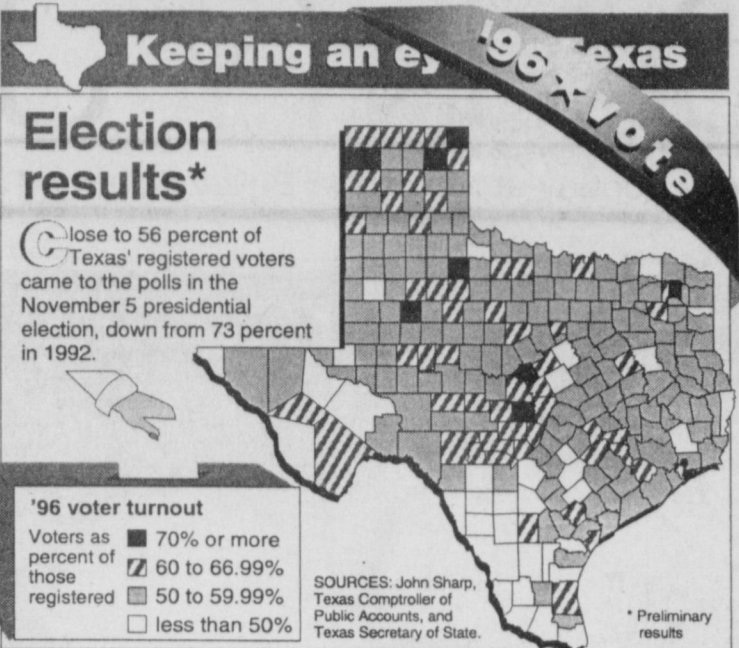 Keeping an ey Texas
'96 vote
Election
results*
Close to 56 percent of
Texas' registered voters
came to the polls in the
November 5 presidential
election, down from 73 percent
in 1992.
'96 voter turnout
Voters as
percent of
those
registered
70% or more
60 to 66.99%
50 to 59.99%
less than 50%
SOURCES: John Sharp,
Texas Comptroller of
Public Accounts, and
Texas Secretary of State.
* Preliminary
results